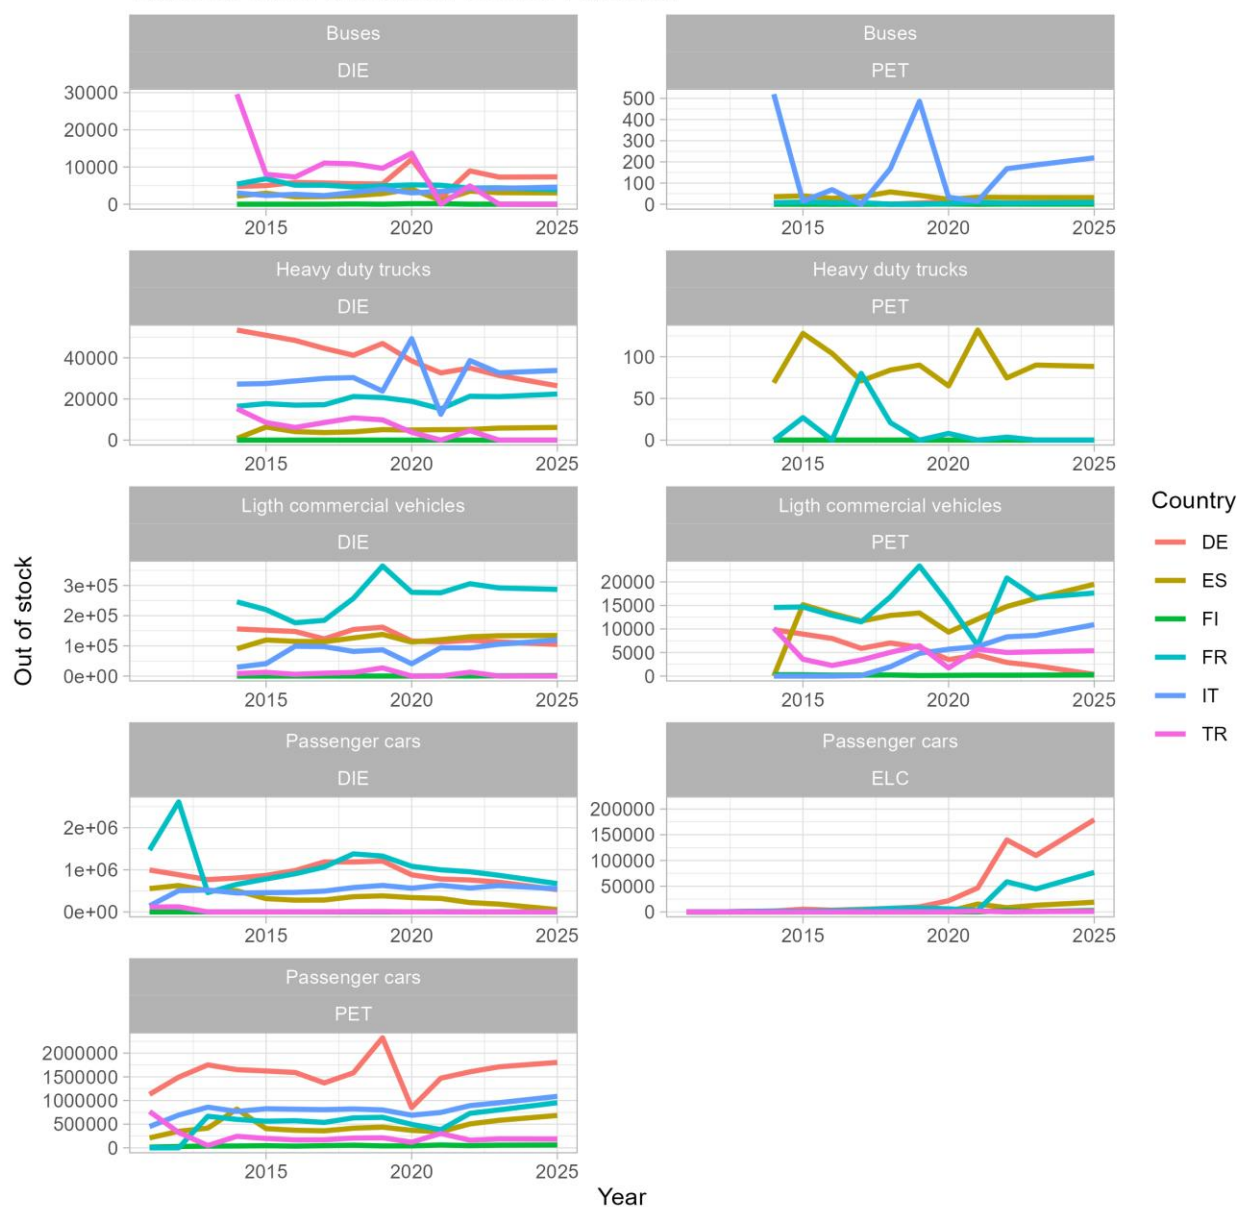 Buses
DIE
30000
20000
10000
0
2015
2020
2025
Buses
PET
500
400
300
200
100
0
2015
2020
2025
Heavy duty trucks
DIE
40000
20000
0
2015
2020
2025
Heavy duty trucks
PET
100
50
0
2015
2020
2025
Ligth commercial vehicles
DIE
3e+05
2e+05
1e+05
0e+00
2015
2020
2025
Ligth commercial vehicles
PET
20000
15000
10000
5000
0
2015
2020
2025
Passenger cars
DIE
2e+06
1e+06
0e+00
2015
2020
2025
Passenger cars
ELC
200000
150000
100000
50000
0
2015
2020
2025
Passenger cars
PET
2000000
1500000
1000000
500000
0
2015
2020
2025
Out of stock
Year
Country
DE
ES
FI
FR
IT
TR